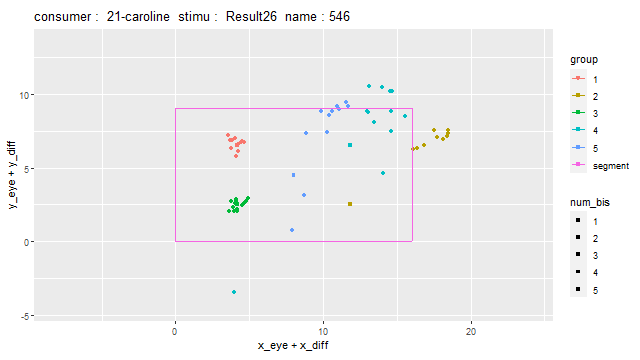 consumer : 21-caroline stimu : Result26 name : 546
10
5
0
-5
0
10
20
x_eye + x_diff
y_eye + y_diff
group
1
2
3
4
5
segment
num_bis
1
2
3
4
5